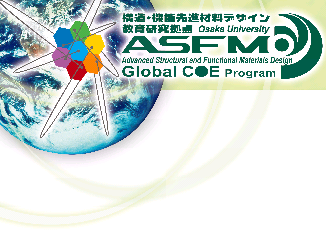 構造・機能先進材料デザイン
教育研究拠点 Osaka University
ASFMD
Advanced Structural and Functional Materials Design
Global COE Program